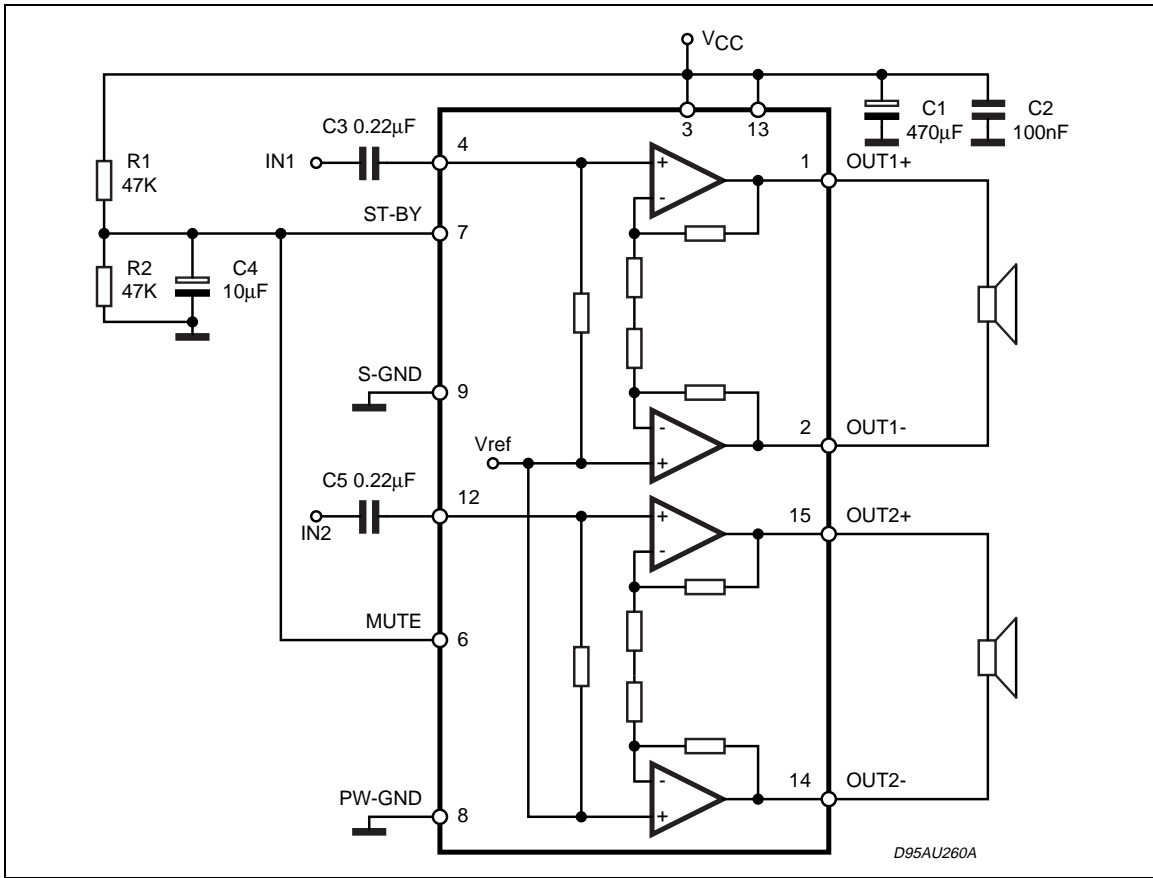 VCC
C1
470μF
C2
100nF
3
13
C3 0.22μF
4
IN1
1
OUT1+
R1
47K
+
-
ST-BY
7
R2
47K
C4
10μF
S-GND
9
-
+
2
OUT1-
Vref
C5 0.22μF
12
IN2
+
-
15
OUT2+
MUTE
6
-
+
14
OUT2-
PW-GND
8
D95AU260A